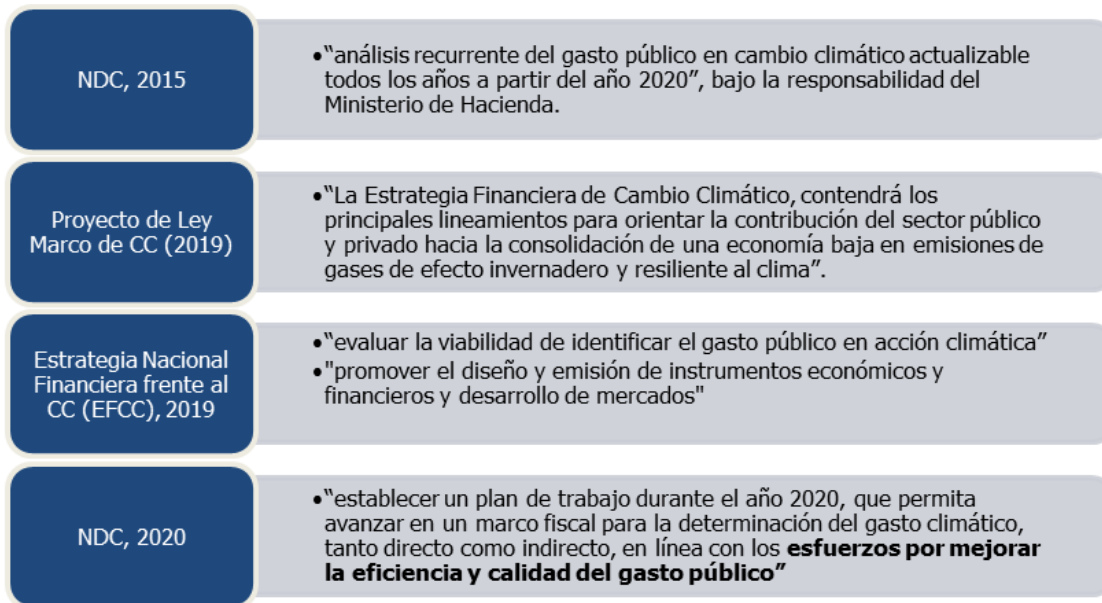 NDC, 2015
•“análisis recurrente del gasto público en cambio climático actualizable
todos los años a partir del año 2020”, bajo la responsabilidad del
Ministerio de Hacienda.
Proyecto de Ley
Marco de CC (2019)
•“La Estrategia Financiera de Cambio Climático, contendrá los
principales lineamientos para orientar la contribución del sector público
y privado hacia la consolidación de una economía baja en emisiones de
gases de efecto invernadero y resiliente al clima”.
Estrategia Nacional
Financiera frente al
CC (EFCC), 2019
•“evaluar la viabilidad de identificar el gasto público en acción climática”
•"promover el diseño y emisión de instrumentos económicos y
financieros y desarrollo de mercados"
NDC, 2020
•“establecer un plan de trabajo durante el año 2020, que permita
avanzar en un marco fiscal para la determinación del gasto climático,
tanto directo como indirecto, en línea con los esfuerzos por mejorar
la eficiencia y calidad del gasto público”